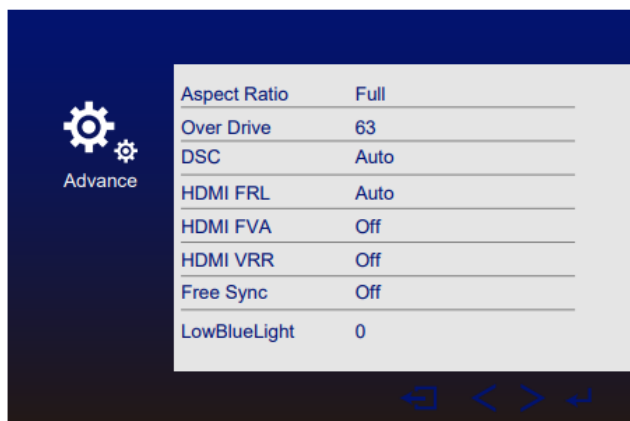 Advance
Aspect Ratio Full
Over Drive 63
DSC Auto
HDMI FRL Auto
HDMI FVA Off
HDMI VRR Off
Free Sync Off
LowBlueLight 0